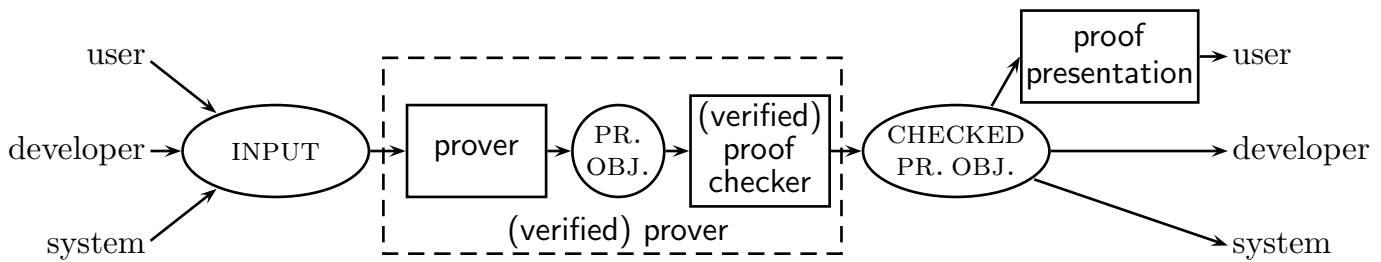 user
developer
system
INPUT
prover
PR.
OBJ.
(verified)
proof
checker
(verified) prover
CHECKED
PR. OBJ.
proof
presentation
user
developer
system